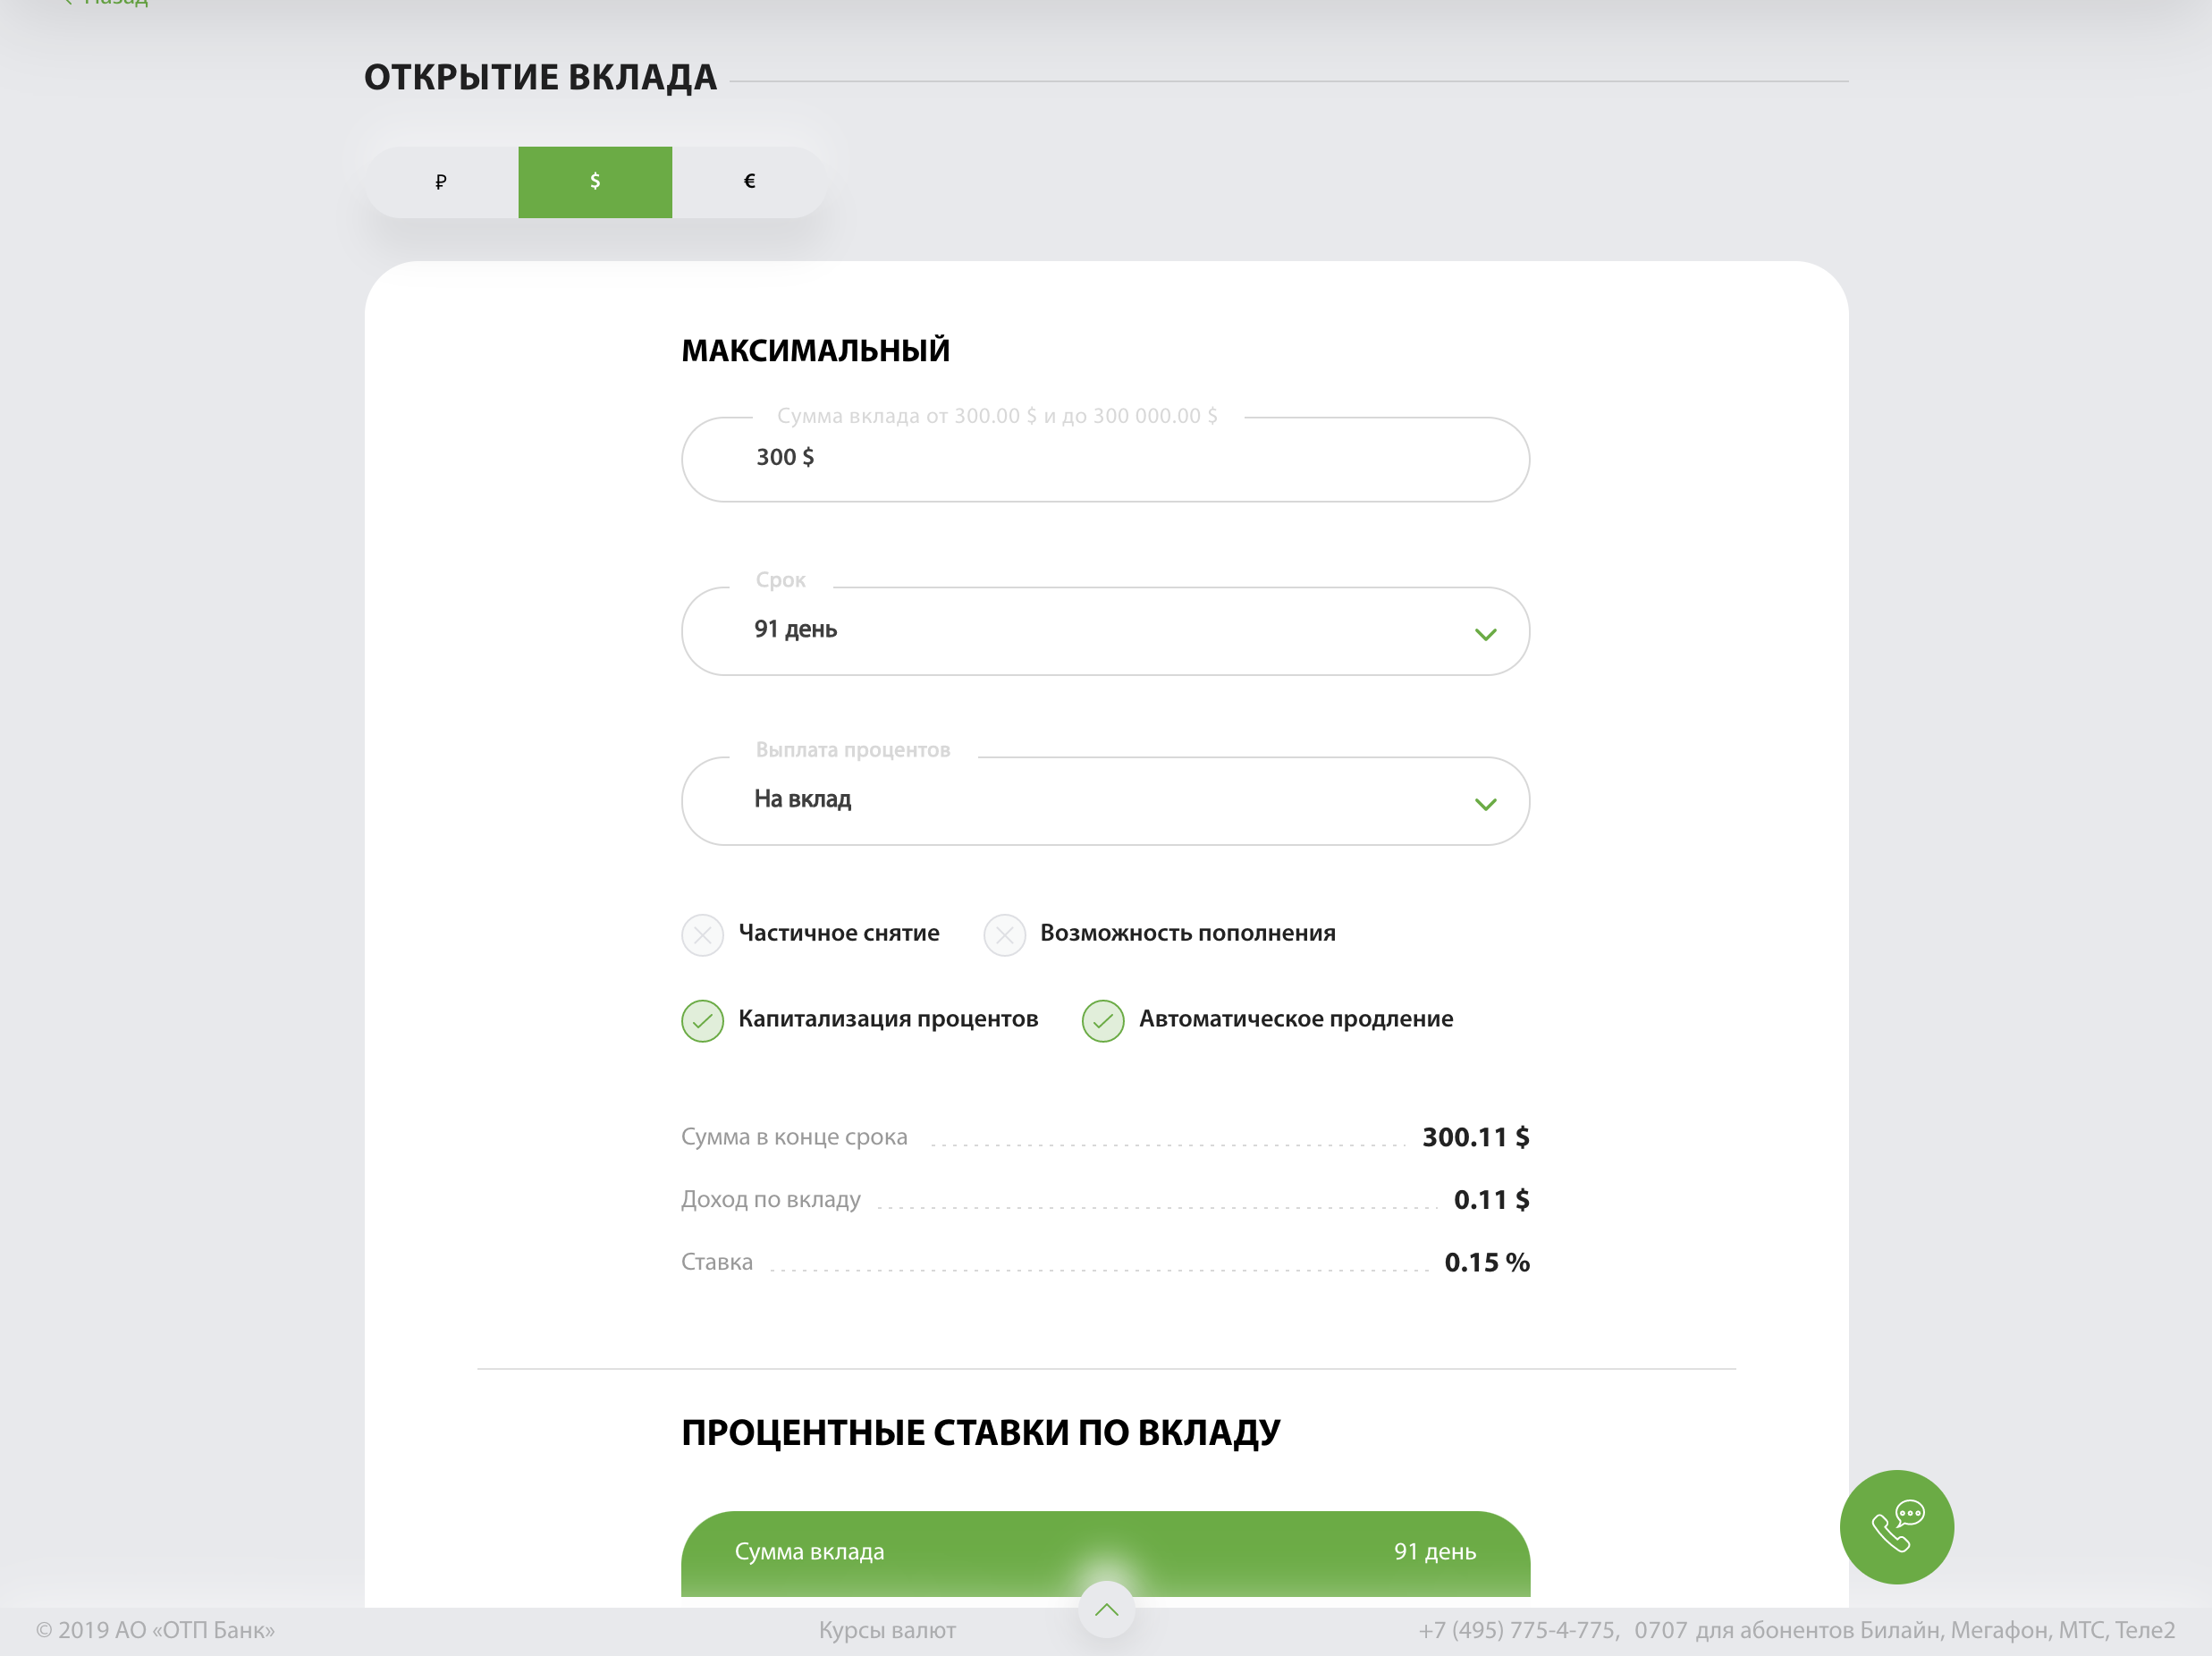 Назад
ОТКРЫТИЕ ВКЛАДА
₽ $ €
МАКСИМАЛЬНЫЙ
Сумма вклада от 300.00 $ и до 300 000.00 $
300 $
Срок
91 день
Выплата процентов
На вклад
Частичное снятие Возможность пополнения
Капитализация процентов Автоматическое продление
Сумма в конце срока 300.11 $
Доход по вкладу 0.11 $
Ставка 0.15 %
ПРОЦЕНТНЫЕ СТАВКИ ПО ВКЛАДУ
Сумма вклада 91 день
© 2019 АО «ОТП Банк» Курсы валют +7 (495) 775-4-775, 0707 для абонентов Билайн, Мегафон, МТС, Теле2